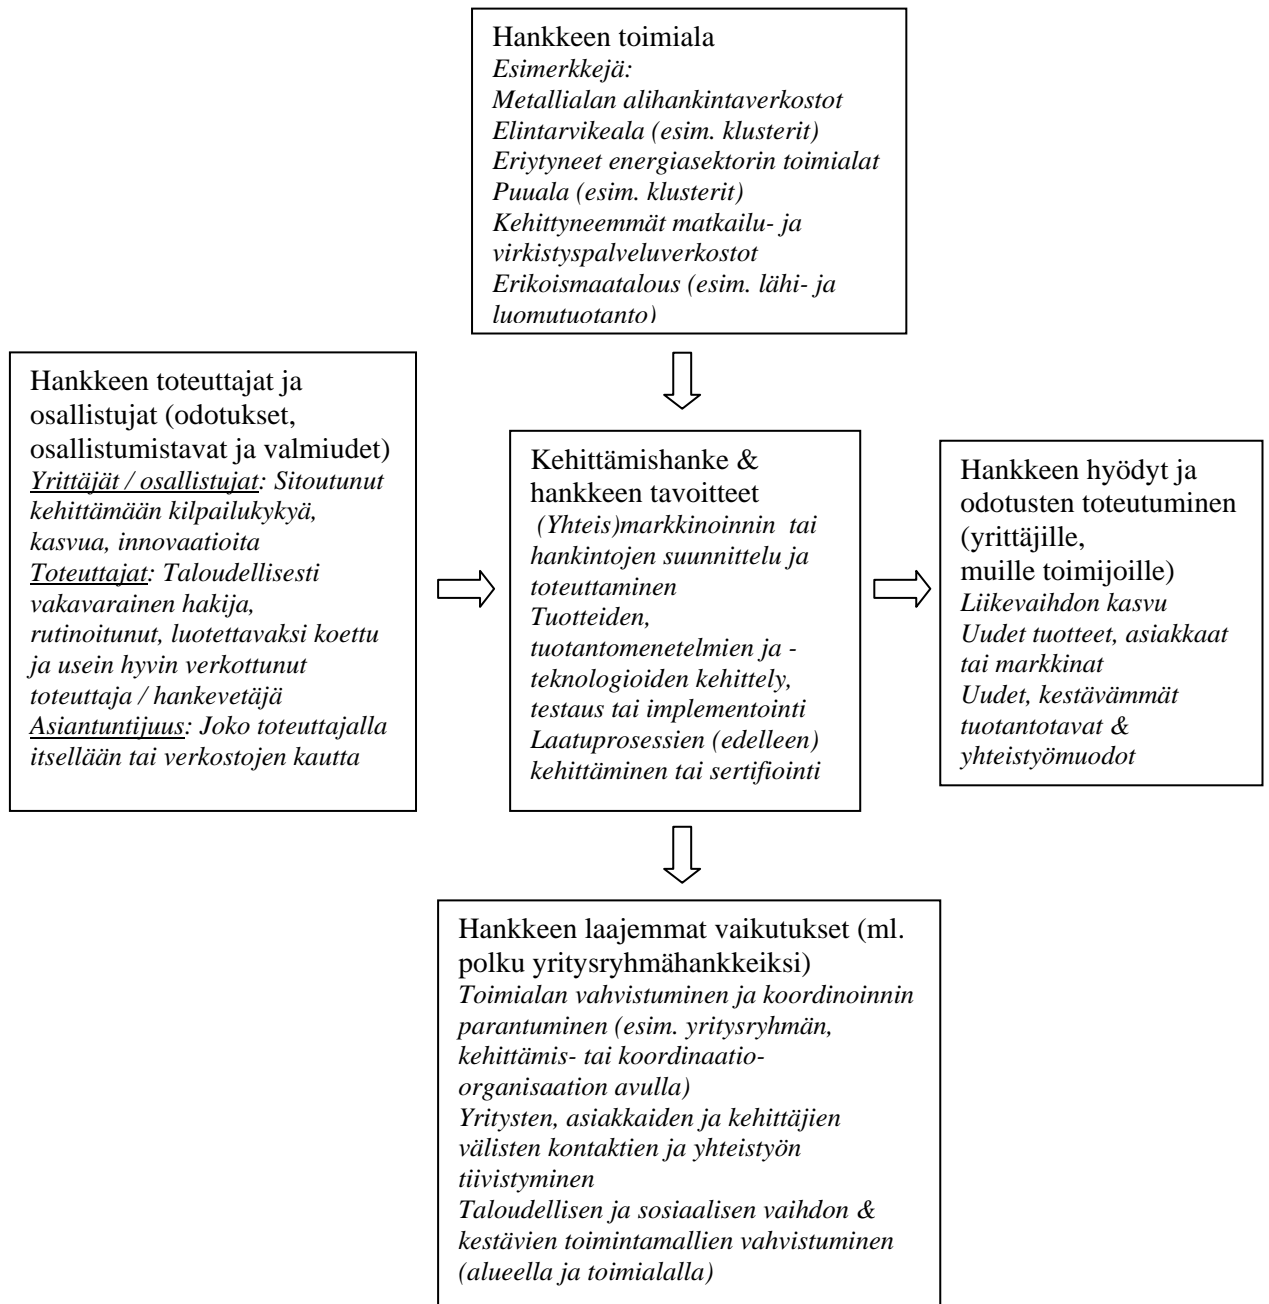 Hankkeen toimiala
Esimerkkejä:
Metallialan alihankintaverkostot
Elintarvikeala (esim. klusterit)
Eriytyneet energiasektorin toimialat
Puuala (esim. klusterit)
Kehittyneemmät matkailu- ja
virkistyspalveluverkostot
Erikoismaatalous (esim. lähi- ja
luomutuotanto)
Hankkeen toteuttajat ja
osallistujat (odotukset,
osallistumistavat ja valmiudet)
Yrittäjät / osallistujat: Sitoutunut
kehittämään kilpailukykyä,
kasvua, innovaatioita
Toteuttajat: Taloudellisesti
vakavarainen hakija,
rutinoitunut, luotettavaksi koettu
ja usein hyvin verkottunut
toteuttaja / hankevetäjä
Asiantuntijuus: Joko toteuttajalla
itsellään tai verkostojen kautta
Kehittämishanke &
hankkeen tavoitteet
(Yhteis)markkinoinnin tai
hankintojen suunnittelu ja
toteuttaminen
Tuotteiden,
tuotantomenetelmien ja -
teknologioiden kehittely,
testaus tai implementointi
Laatuprosessien (edelleen)
kehittäminen tai sertifiointi
Hankkeen hyödyt ja
odotusten toteutuminen
(yrittäjille,
muille toimijoille)
Liikevaihdon kasvu
Uudet tuotteet, asiakkaat
tai markkinat
Uudet, kestävämmät
tuotantotavat &
yhteistyömuodot
Hankkeen laajemmat vaikutukset (ml.
polku yritysryhmähankkeiksi)
Toimialan vahvistuminen ja koordinoinnin
parantuminen (esim. yritysryhmän,
kehittämis- tai koordinaatio-
organisaation avulla)
Yritysten, asiakkaiden ja kehittäjien
välisten kontaktien ja yhteistyön
tiivistyminen
Taloudellisen ja sosiaalisen vaihdon &
kestävien toimintamallien vahvistuminen
(alueella ja toimialalla)